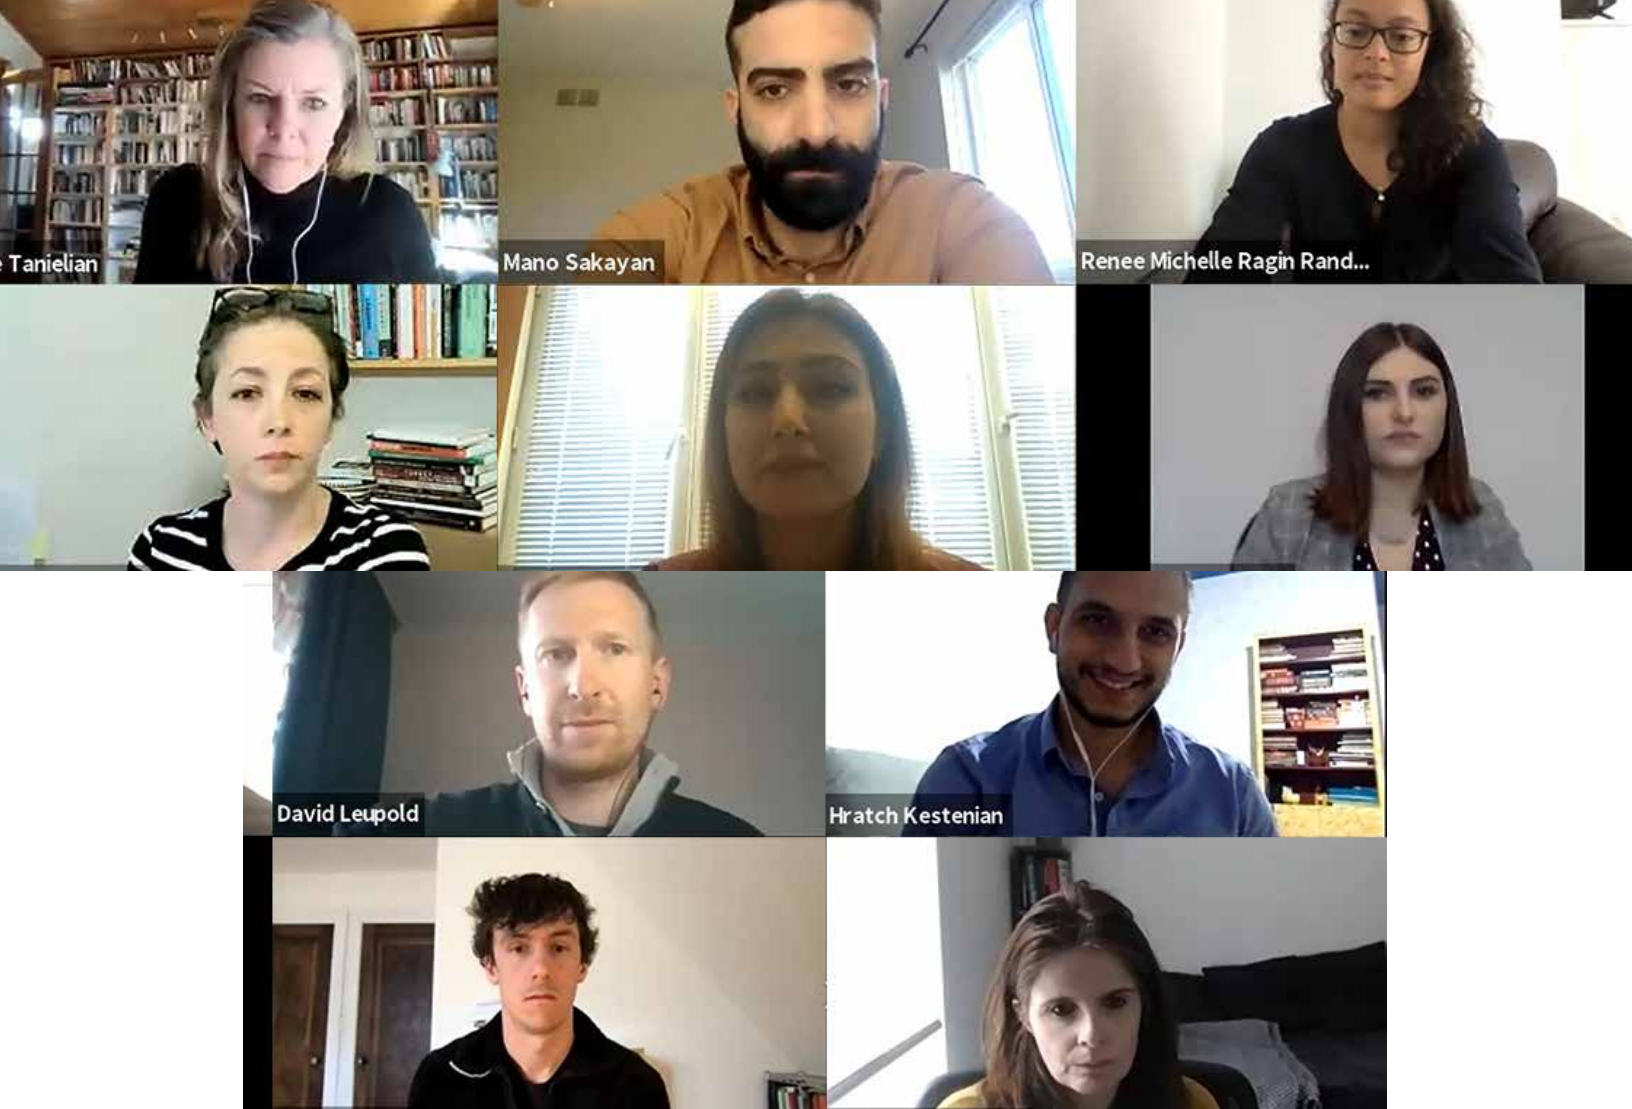 e Tanielian
Mano Sakayan
Renee Michelle Ragin Rand...
David Leupold
Hratch Kestenian